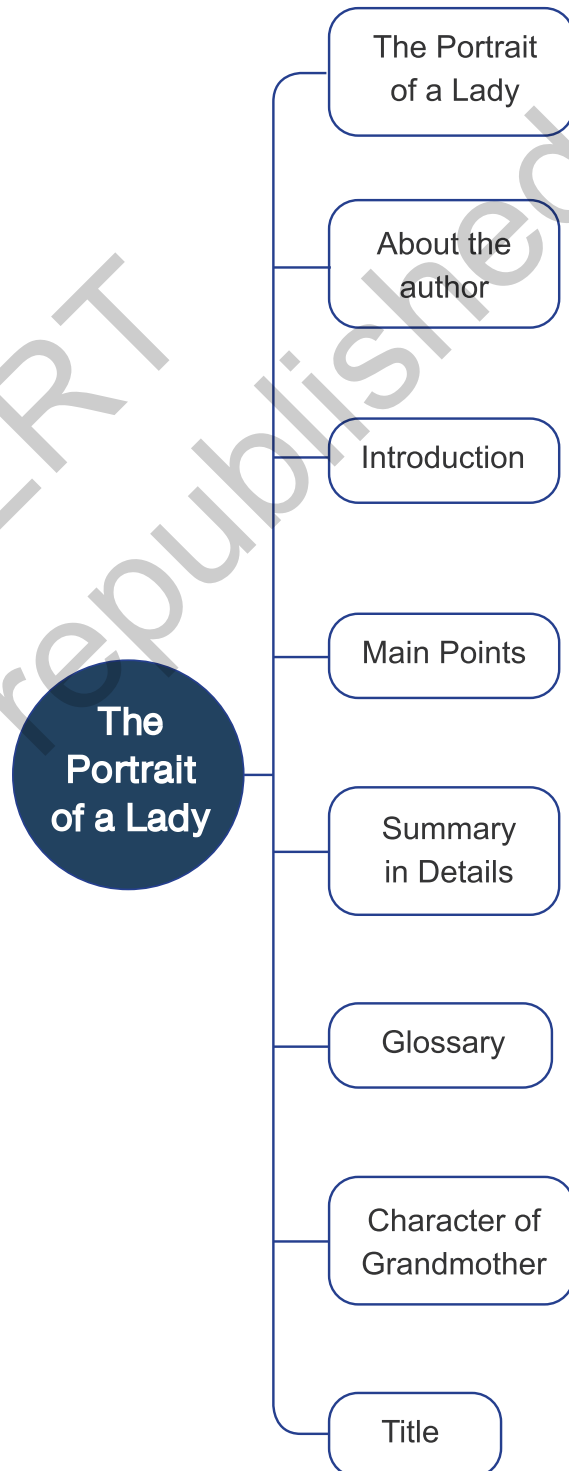 The Portrait
of a Lady
About the
author
Introduction
Main Points
The
Portrait
of a Lady
Summary
in Details
Glossary
Character of
Grandmother
Title
republished